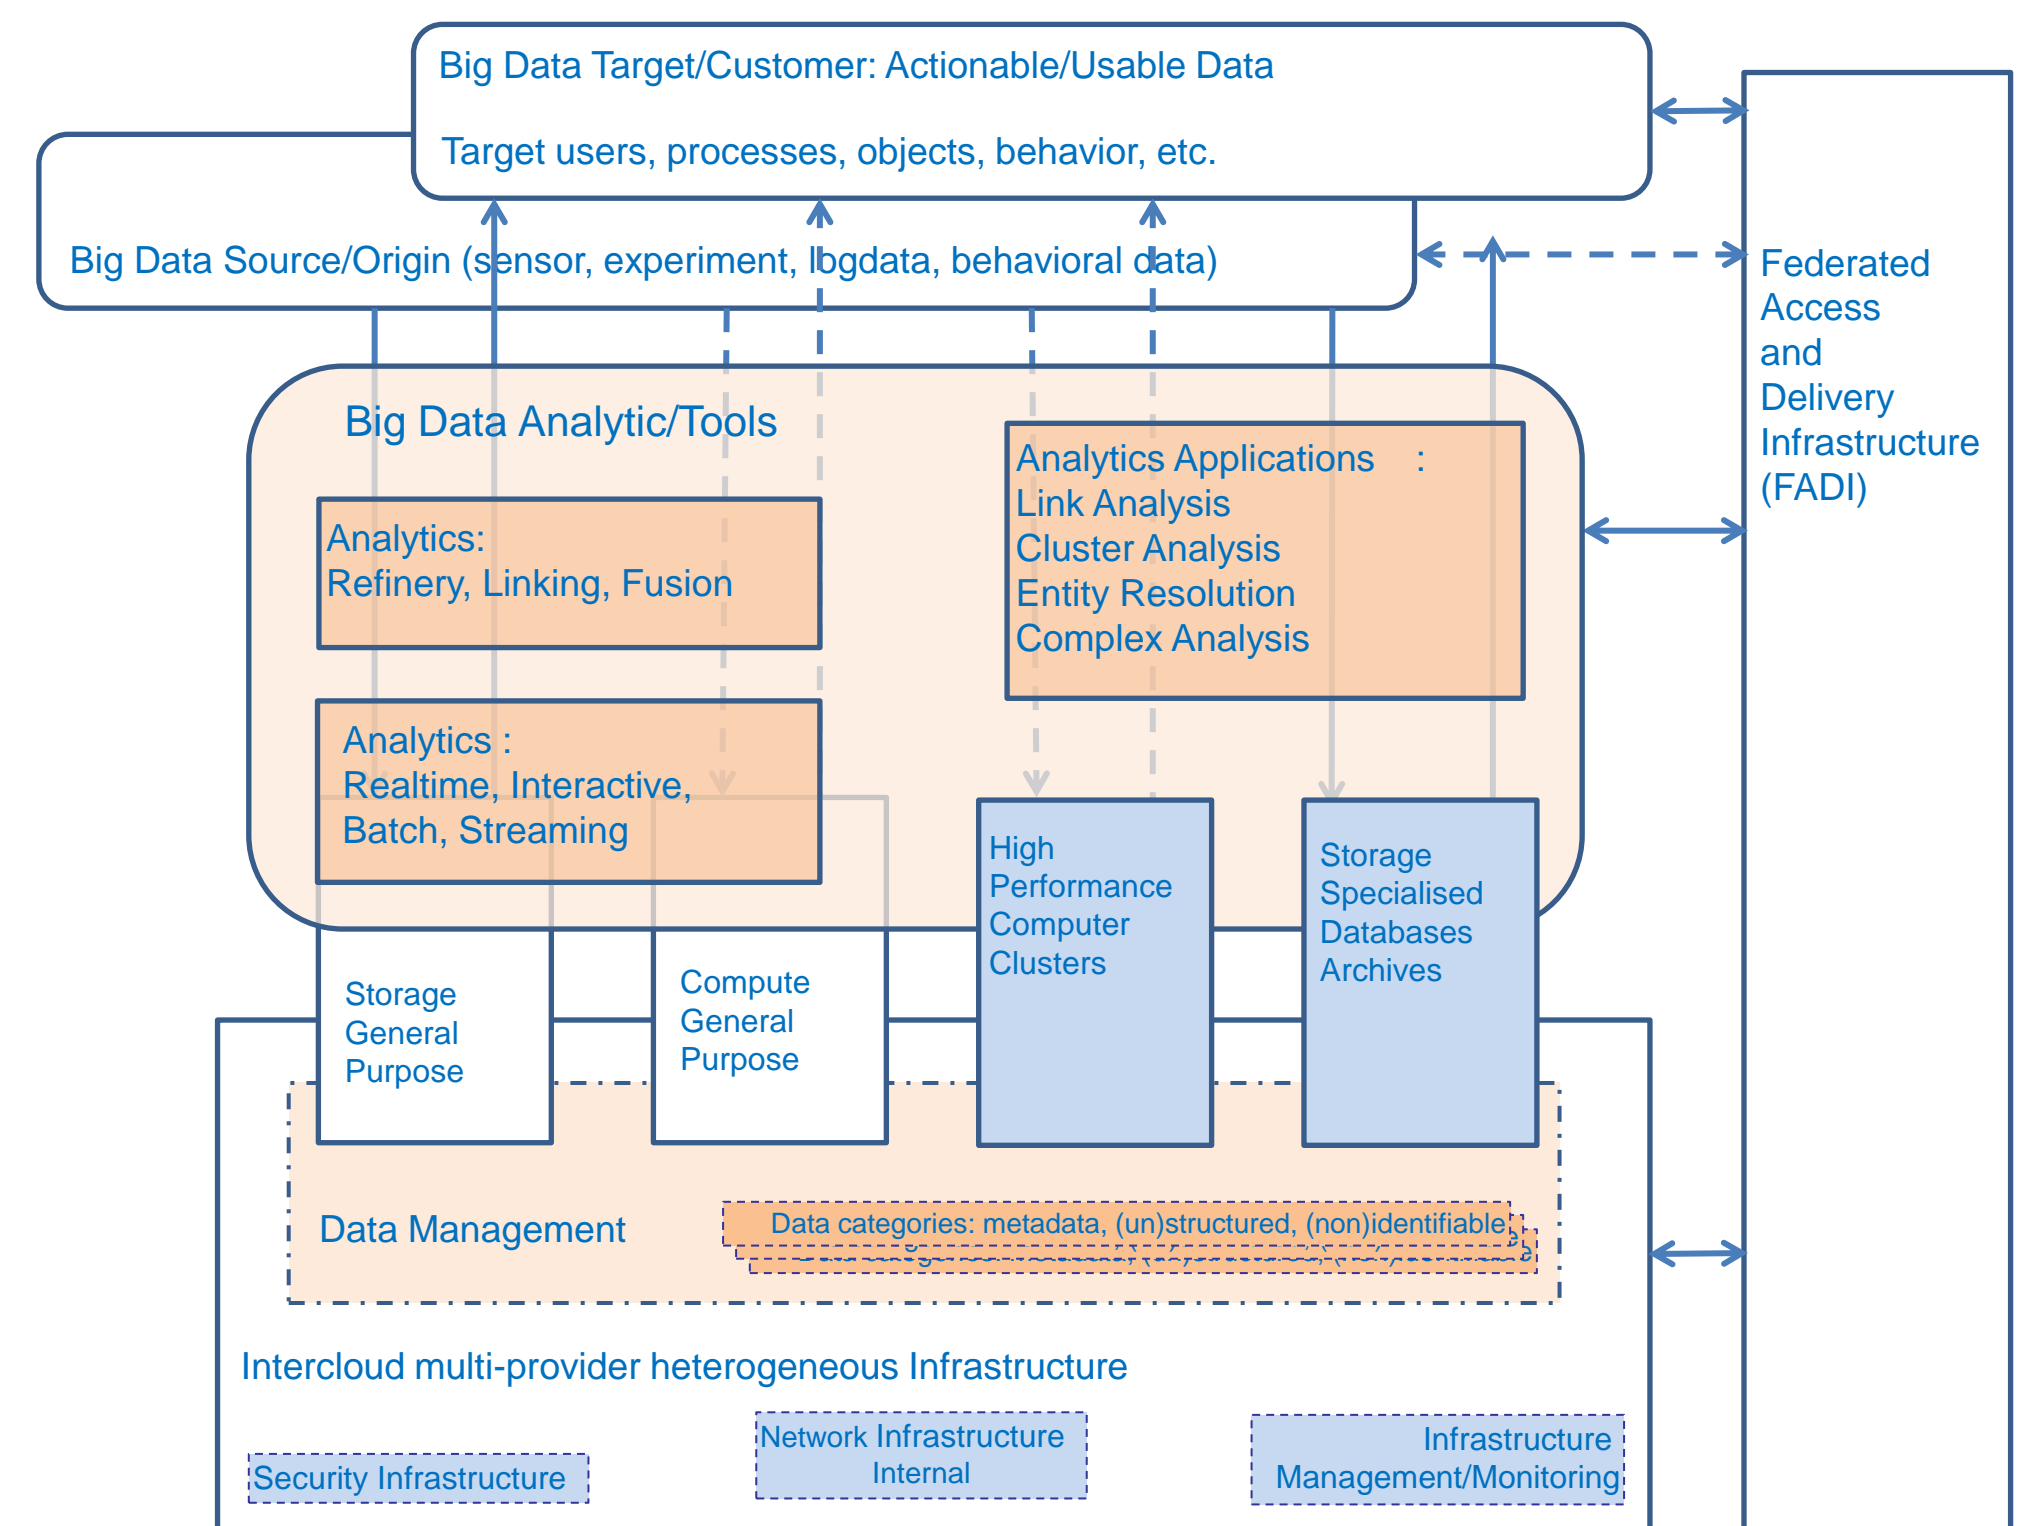 Big Data Target/Customer: Actionable/Usable Data
Target users, processes, objects, behavior, etc.
Big Data Source/Origin (sensor, experiment, logdata, behavioral data)
Federated
Access
and
Delivery
Infrastructure
(FADI)
Big Data Analytic/Tools
Analytics Applications :
Link Analysis
Cluster Analysis
Entity Resolution
Complex Analysis
Analytics:
Refinery, Linking, Fusion
Analytics :
Realtime, Interactive,
Batch, Streaming
Storage
General
Purpose
Compute
General
Purpose
High
Performance
Computer
Clusters
Storage
Specialised
Databases
Archives
Data Management
Data categories: metadata, (un)structured, (non)identifiable
Intercloud multi-provider heterogeneous Infrastructure
Security Infrastructure
Network Infrastructure
Internal
Infrastructure
Management/Monitoring